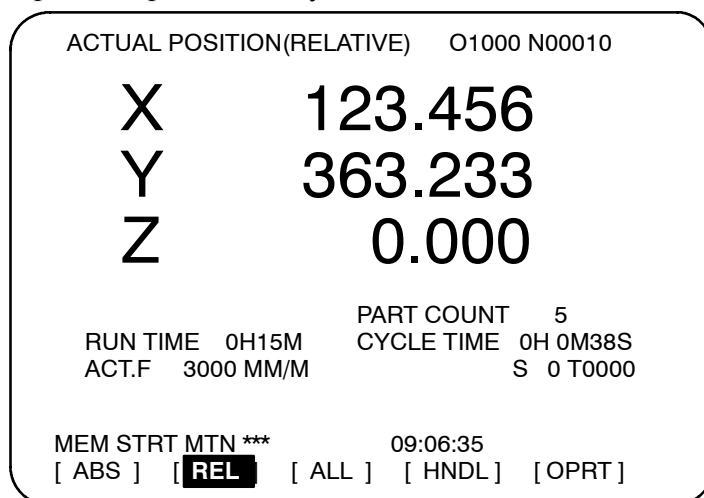 ACTUAL POSITION(RELATIVE) O1000 N00010
X 123.456
Y 363.233
Z 0.000
PART COUNT 5
RUN TIME 0H15M CYCLE TIME 0H 0M38S
ACT.F 3000 MM/M S 0 T0000
MEM STRT MTN *** 09:06:35
[ ABS ] [ REL ] [ ALL ] [ HNDL ] [ OPRT ]